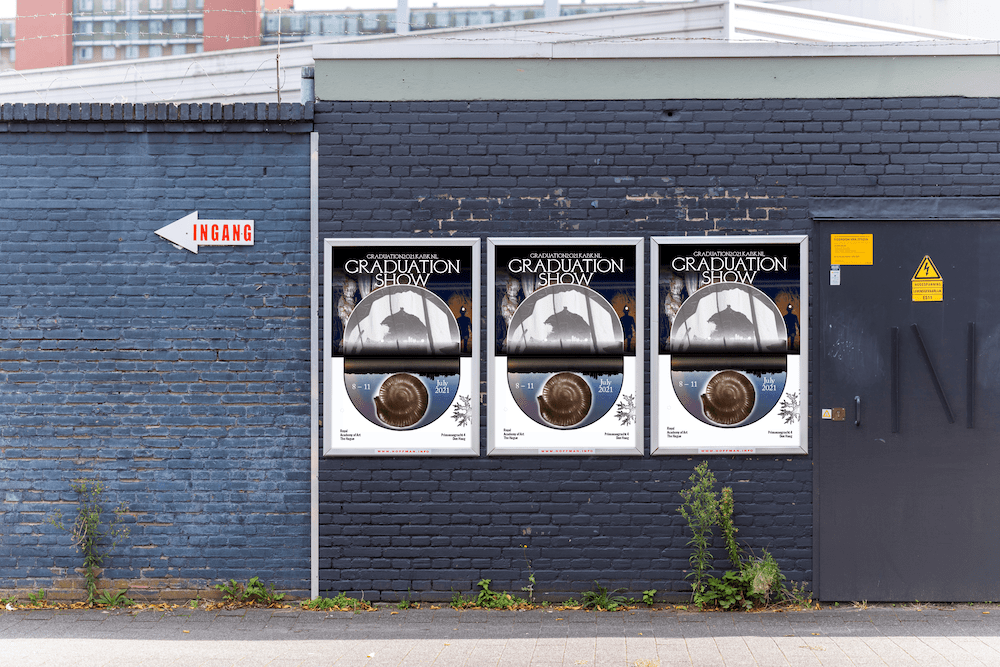 INGANG
GRADUATION2021.KABK.NL
GRADUATION
SHOW
8 – 11
July
2021
Royal
Academy of Art
The Hague
Prinsessegracht 4
Den Haag
GRADUATION2021.KABK.NL
GRADUATION
SHOW
8 – 11
July
2021
Royal
Academy of Art
The Hague
Prinsessegracht 4
Den Haag
GRADUATION2021.KABK.NL
GRADUATION
SHOW
8 – 11
July
2021
Royal
Academy of Art
The Hague
Prinsessegracht 4
Den Haag